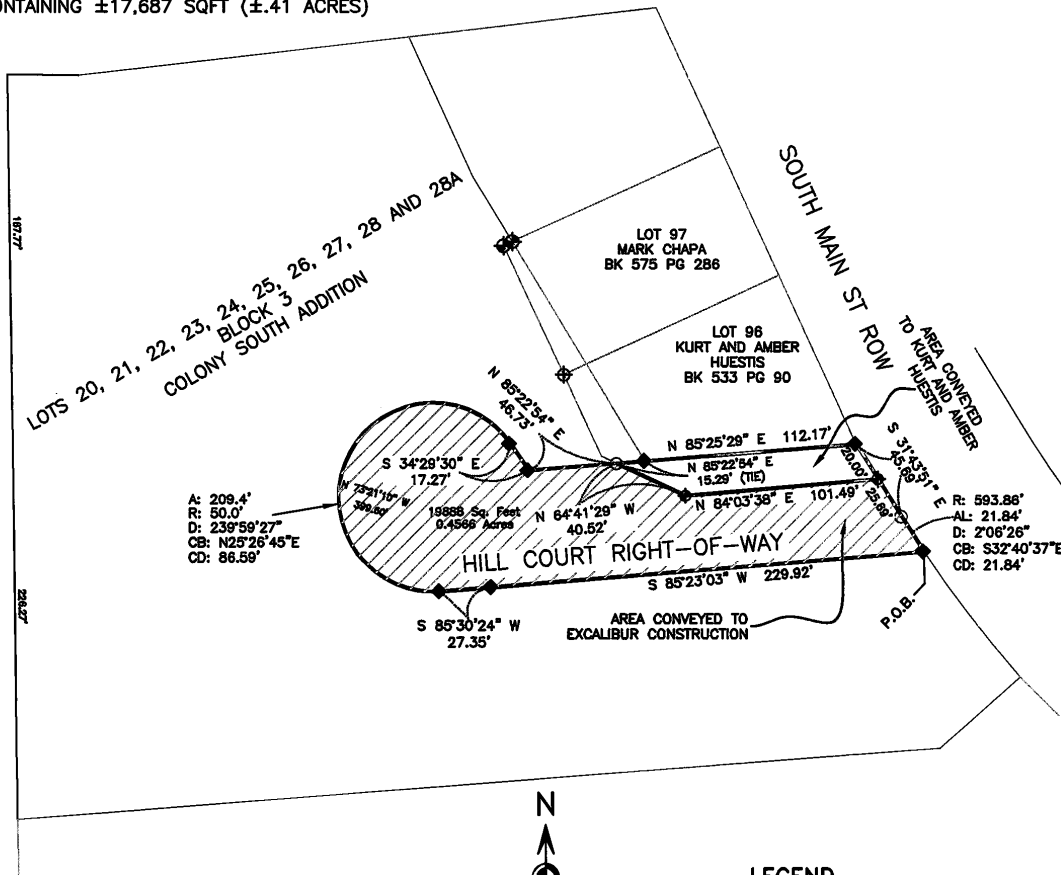 ONTAINING ±17,687 SQFT (±.41 ACRES)
SOUTH MAIN ST ROW
187.77'
LOTS 20, 21, 22, 23, 24, 25, 26, 27, 28 AND 28A
BLOCK 3
COLONY SOUTH ADDITION
LOT 97
MARK CHAPA
BK 575 PG 286
LOT 96
KURT AND AMBER
HUESTIS
BK 533 PG 90
AREA CONVEYED
TO KURT AND AMBER
HUESTIS
N 85°22'54" E
46.73'
N 85°25'29" E 112.17'
S 31°43'51" E
45.69'
S 34°29'30" E
17.27'
N 85°22'54" E
15.29' (TIE)
20.00'
N 84°03'38" E 101.49'
25.69'
N 64°41'29" W
40.52'
19888 Sq. Feet
0.4566 Acres
A: 209.4'
R: 50.0'
D: 239°59'27"
CB: N25°26'45"E
CD: 86.59'
R: 593.86'
AL: 21.84'
D: 2°06'26"
CB: S32°40'37"E
CD: 21.84'
HILL COURT RIGHT-OF-WAY
S 85°23'03" W 229.92'
226.27'
S 85°30'24" W
27.35'
AREA CONVEYED TO
EXCALIBUR CONSTRUCTION
P.O.B.
N
LEGEND